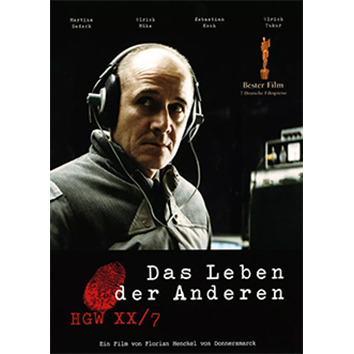 Martina Ulrich Sebastian Ulrich
Gedeck Mühe Koch Tukur
Bester Film
7 Deutsche Filmpreise
Das Leben
der Anderen
HGW XX/7
Ein Film von Florian Henckel von Donnersmarck